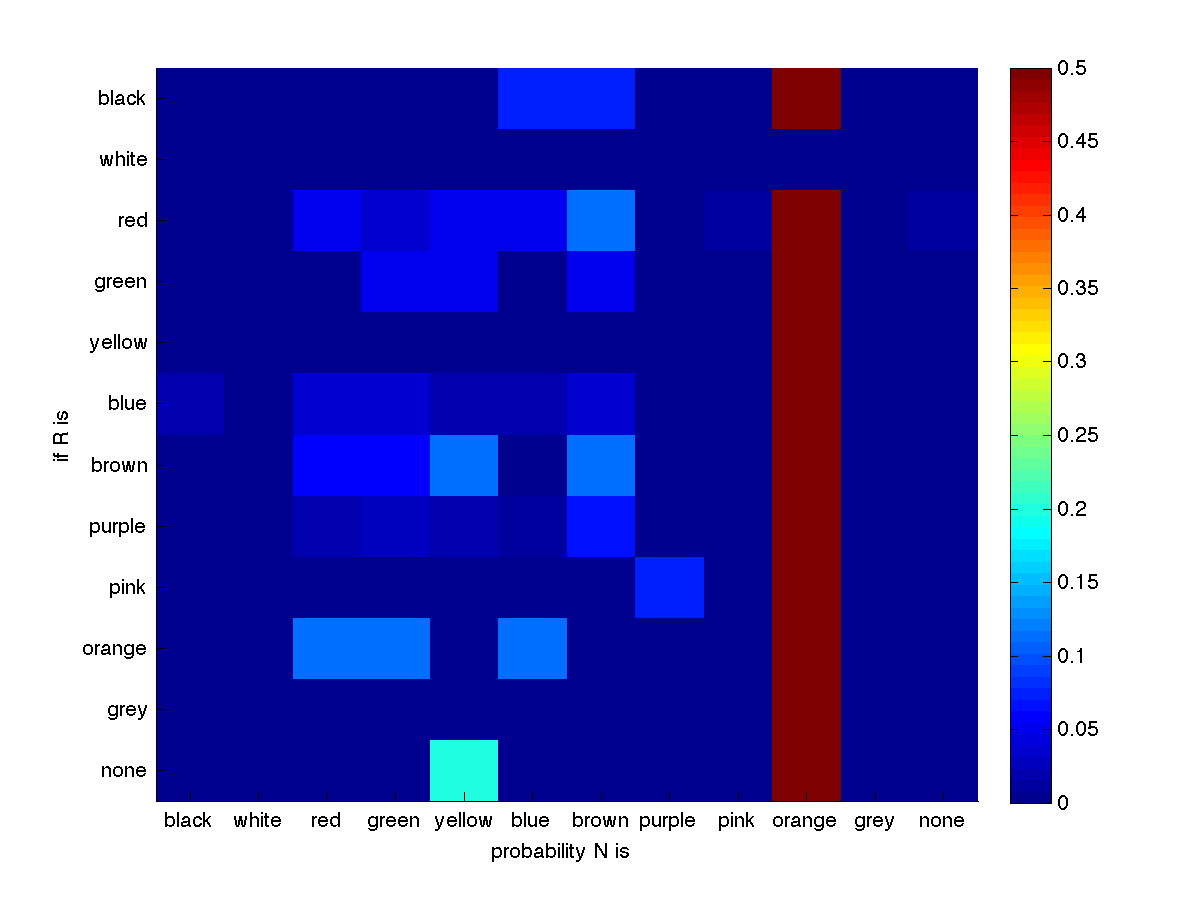 black
white
red
green
yellow
blue
brown
purple
pink
orange
grey
none
if R is
black white red green yellow blue brown purple pink orange grey none
probability N is
0.5
0.45
0.4
0.35
0.3
0.25
0.2
0.15
0.1
0.05
0